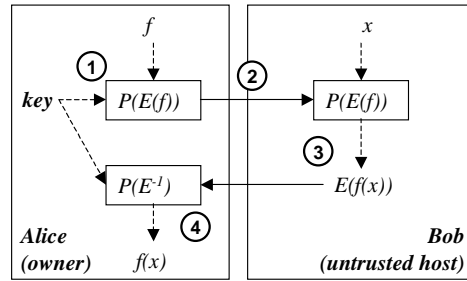 f
x
1
2
key
P(E(f))
P(E(f))
3
P(E⁻¹)
E(f(x))
4
Alice
(owner)
f(x)
Bob
(untrusted host)